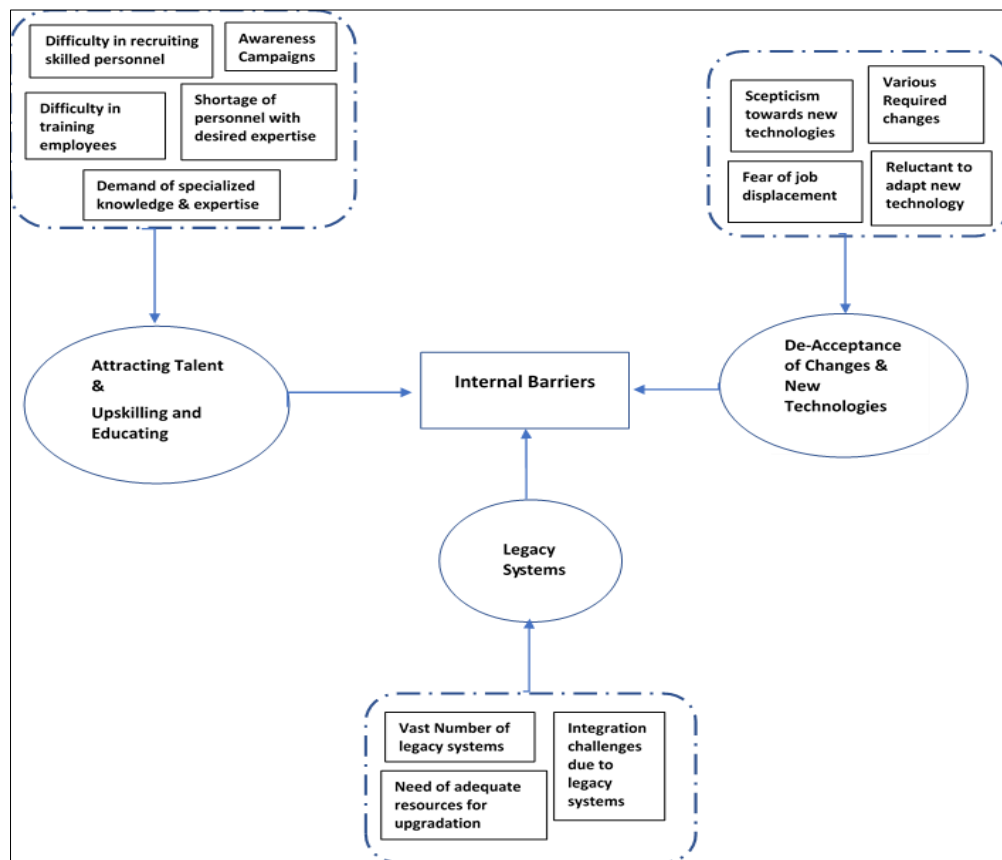 Difficulty in recruiting
skilled personnel
Awareness
Campaigns
Difficulty in
training
employees
Shortage of
personnel with
desired expertise
Demand of specialized
knowledge & expertise
Scepticism
towards new
technologies
Various
Required
changes
Fear of job
displacement
Reluctant to
adapt new
technology
Attracting Talent
&
Upskilling and
Educating
Internal Barriers
De-Acceptance
of Changes &
New
Technologies
Legacy
Systems
Vast Number of
legacy systems
Integration
challenges
due to
legacy
systems
Need of adequate
resources for
upgradation